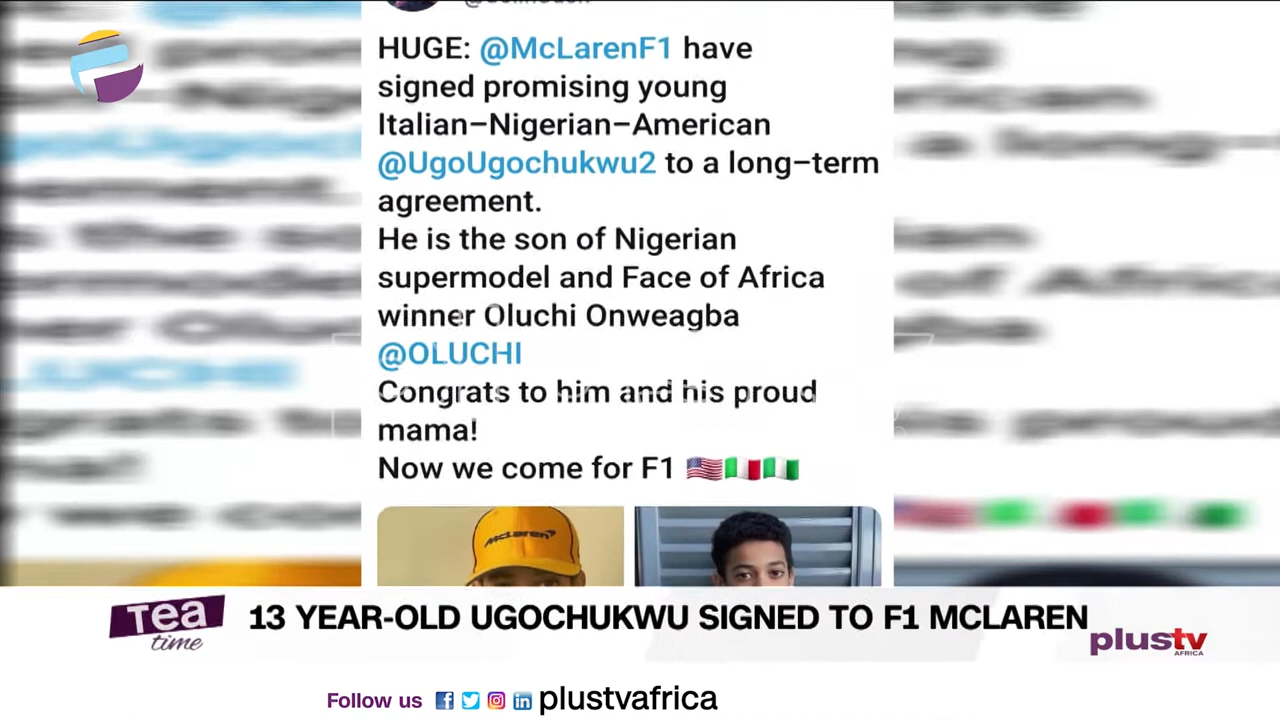 HUGE: @McLarenF1 have
signed promising young
Italian–Nigerian–American
@UgoUgochukwu2 to a long–term
agreement.
He is the son of Nigerian
supermodel and Face of Africa
winner Oluchi Onweagba
@OLUCHI
Congrats to him and his proud
mama!
Now we come for F1
McLaren
Tea
time
13 YEAR-OLD UGOCHUKWU SIGNED TO F1 MCLAREN
plustv
AFRICA
Follow us
plustvafrica